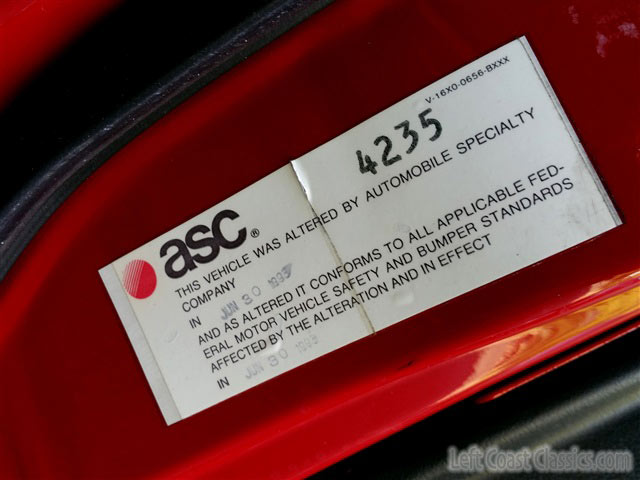 V-16X0-0656-BXXX
4235
asc®
THIS VEHICLE WAS ALTERED BY AUTOMOBILE SPECIALTY
COMPANY
IN JUN 30 1993
AND AS ALTERED IT CONFORMS TO ALL APPLICABLE FED-
ERAL MOTOR VEHICLE SAFETY AND BUMPER STANDARDS
AFFECTED BY THE ALTERATION AND IN EFFECT
IN JUN 30 1993
Left Coast Classics.com